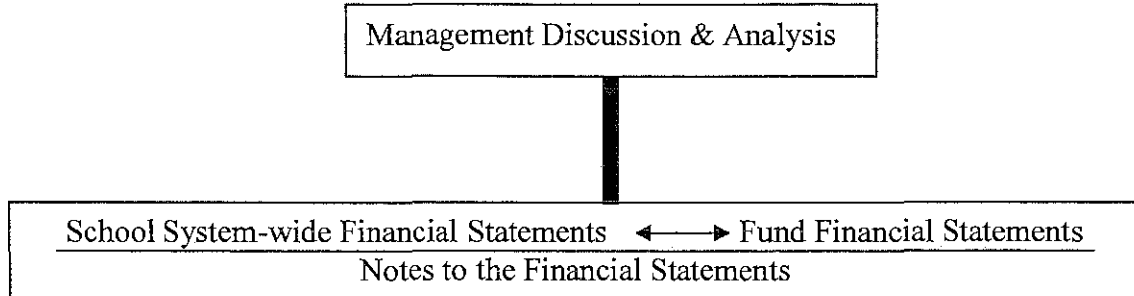 Management Discussion & Analysis
School System-wide Financial Statements ↔ Fund Financial Statements
Notes to the Financial Statements